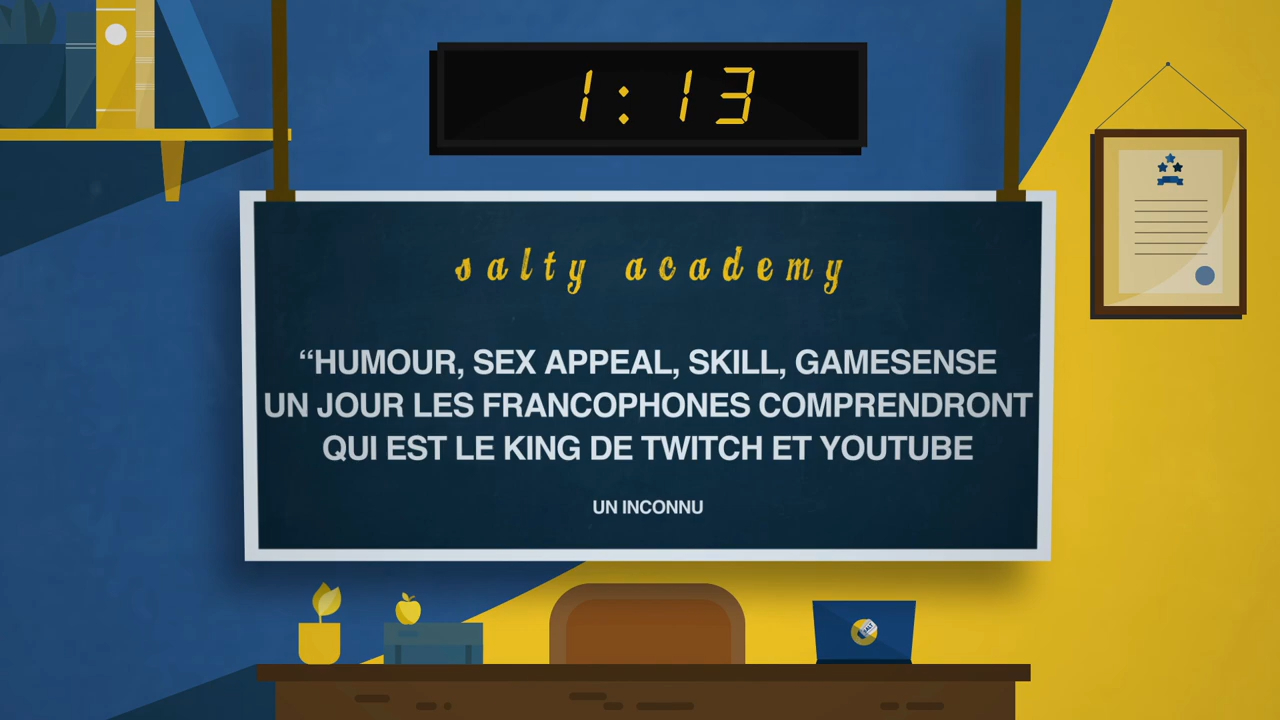 1:13
salty academy
“HUMOUR, SEX APPEAL, SKILL, GAMESENSE
UN JOUR LES FRANCOPHONES COMPRENDRONT
QUI EST LE KING DE TWITCH ET YOUTUBE
UN INCONNU
SALT